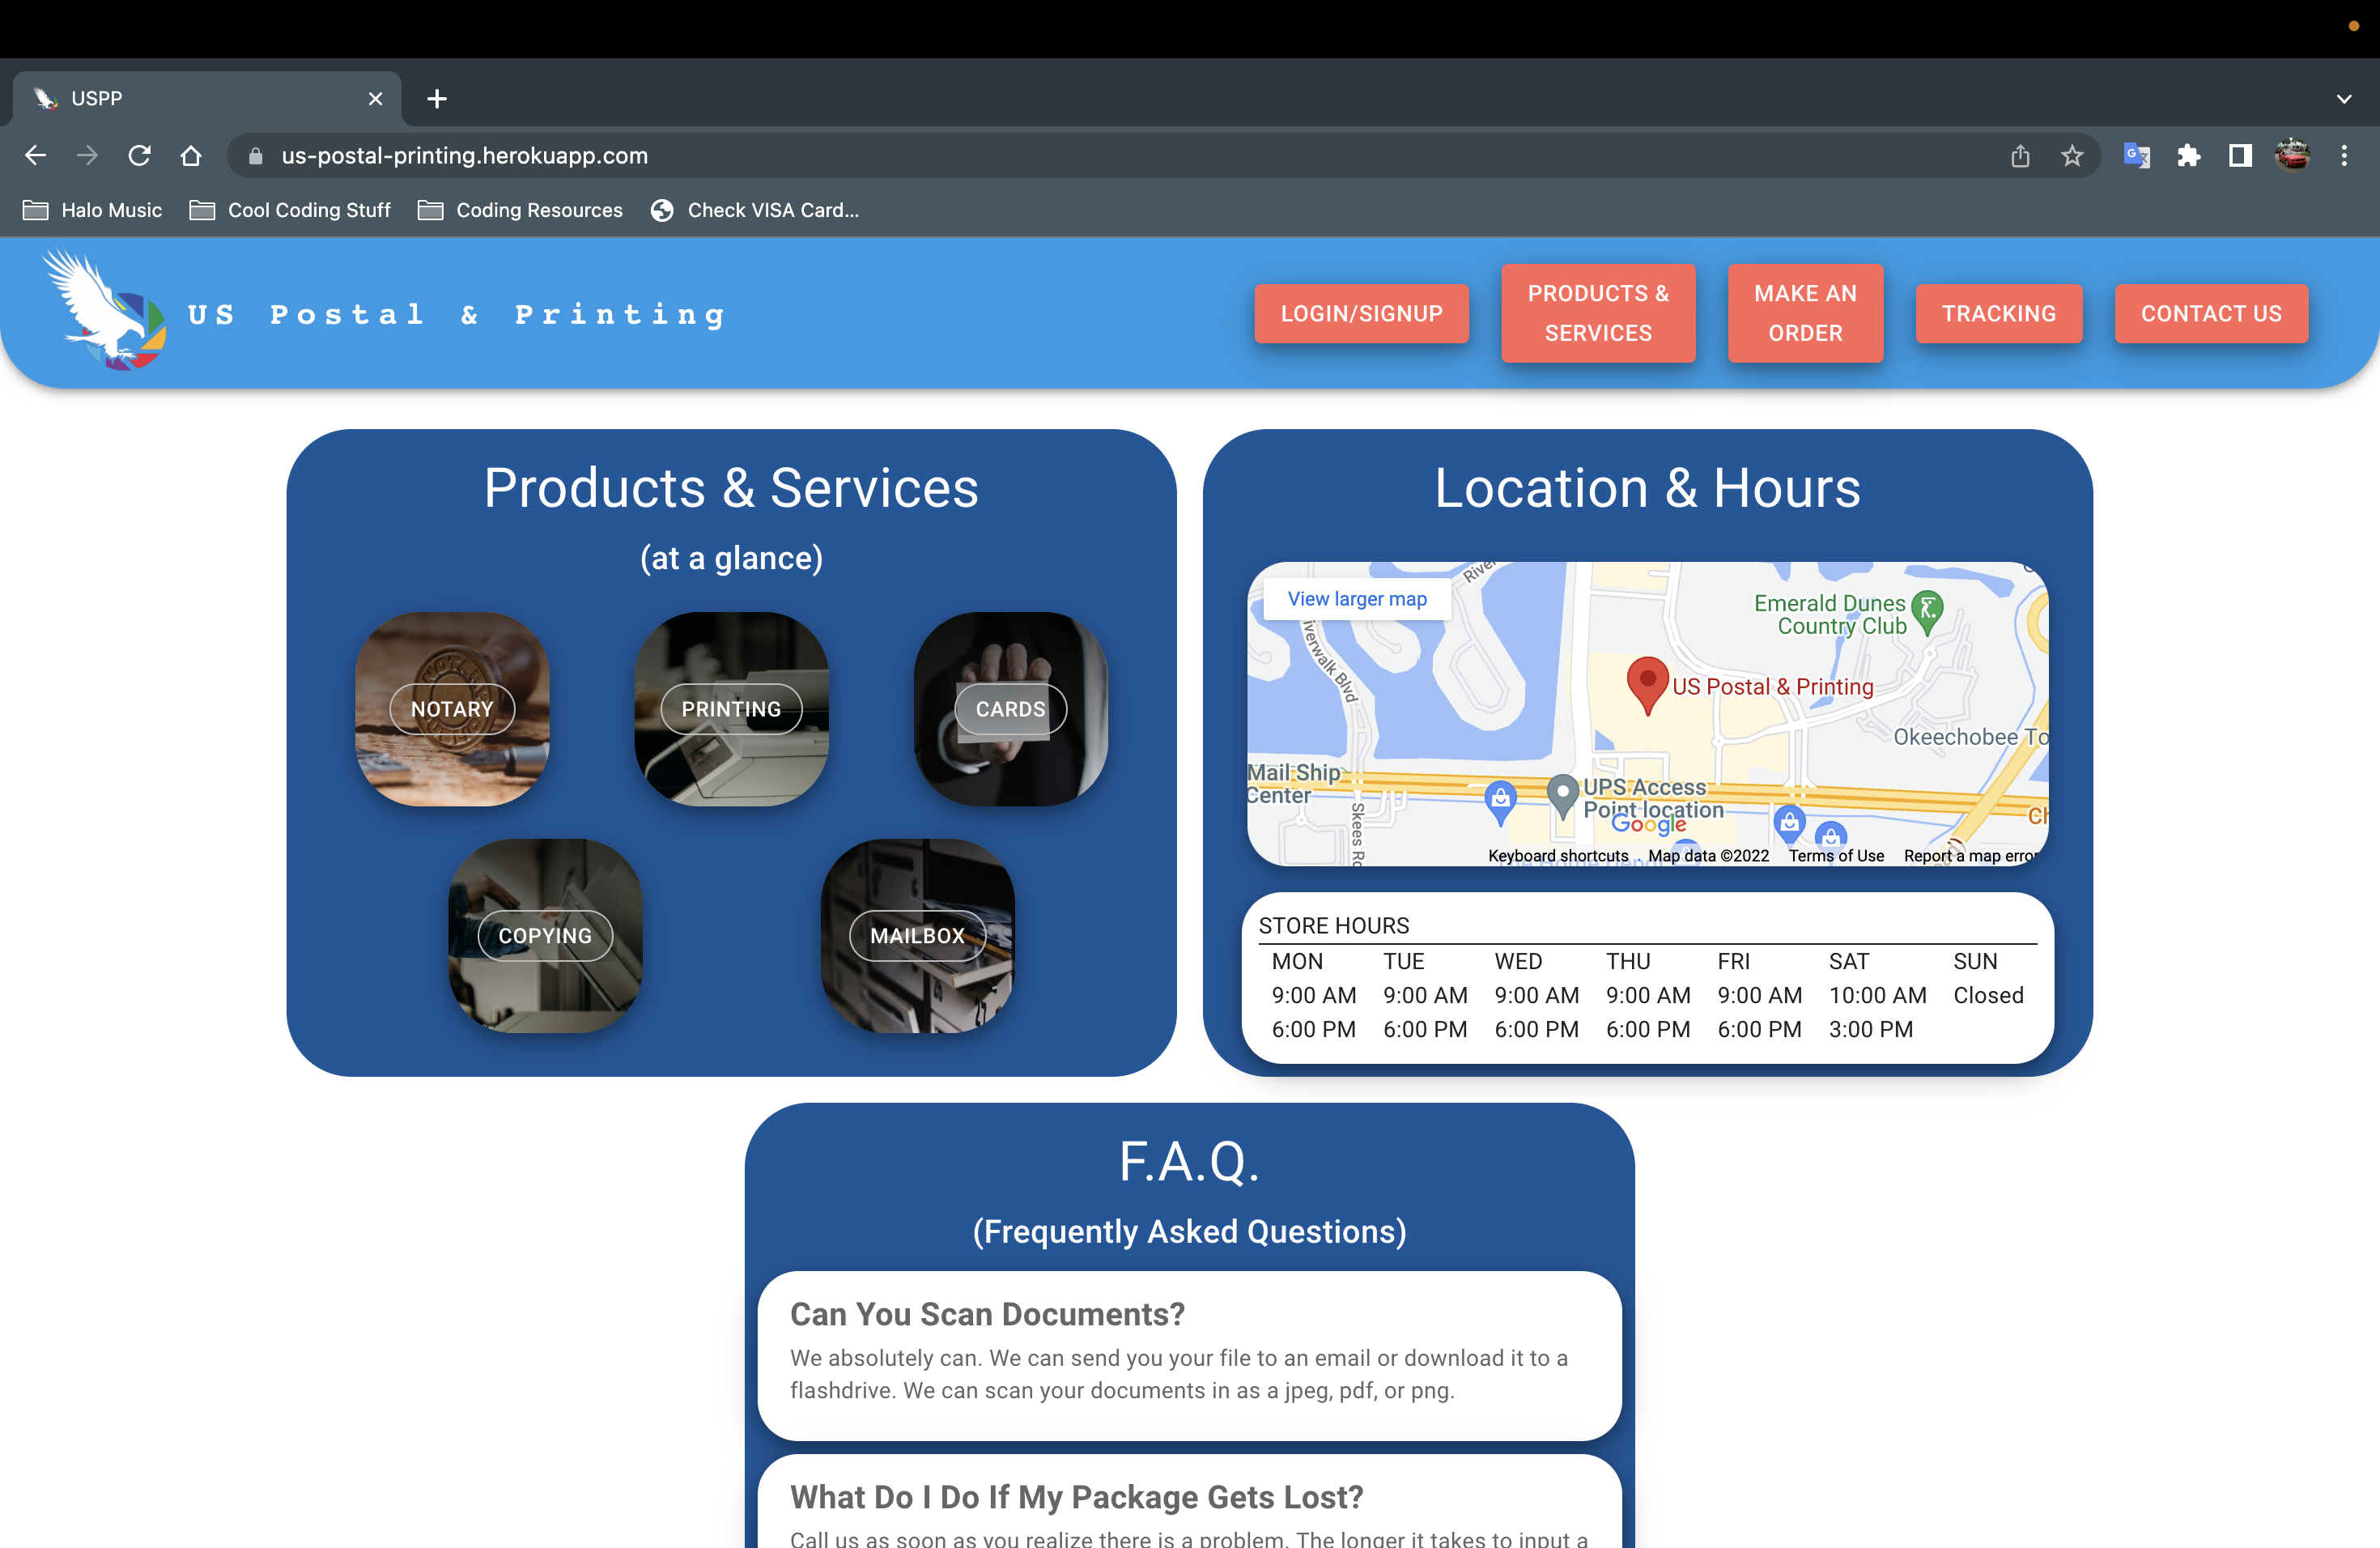 USPP
us-postal-printing.herokuapp.com
Halo Music Cool Coding Stuff Coding Resources Check VISA Card...
US Postal & Printing
LOGIN/SIGNUP
PRODUCTS &
SERVICES
MAKE AN
ORDER
TRACKING
CONTACT US
Products & Services
(at a glance)
NOTARY
PRINTING
CARDS
COPYING
MAILBOX
Location & Hours
View larger map
River
iverwalk Blvd
Emerald Dunes
Country Club
US Postal & Printing
Okeechobee To
Mail Ship
Center
Skees Rd
UPS Access
Point location
Google
Keyboard shortcuts Map data ©2022 Terms of Use Report a map error
STORE HOURS
MON TUE WED THU FRI SAT SUN
9:00 AM 9:00 AM 9:00 AM 9:00 AM 9:00 AM 10:00 AM Closed
6:00 PM 6:00 PM 6:00 PM 6:00 PM 6:00 PM 3:00 PM
F.A.Q.
(Frequently Asked Questions)
Can You Scan Documents?
We absolutely can. We can send you your file to an email or download it to a
flashdrive. We can scan your documents in as a jpeg, pdf, or png.
What Do I Do If My Package Gets Lost?
Call us as soon as you realize there is a problem. The longer it takes to input a